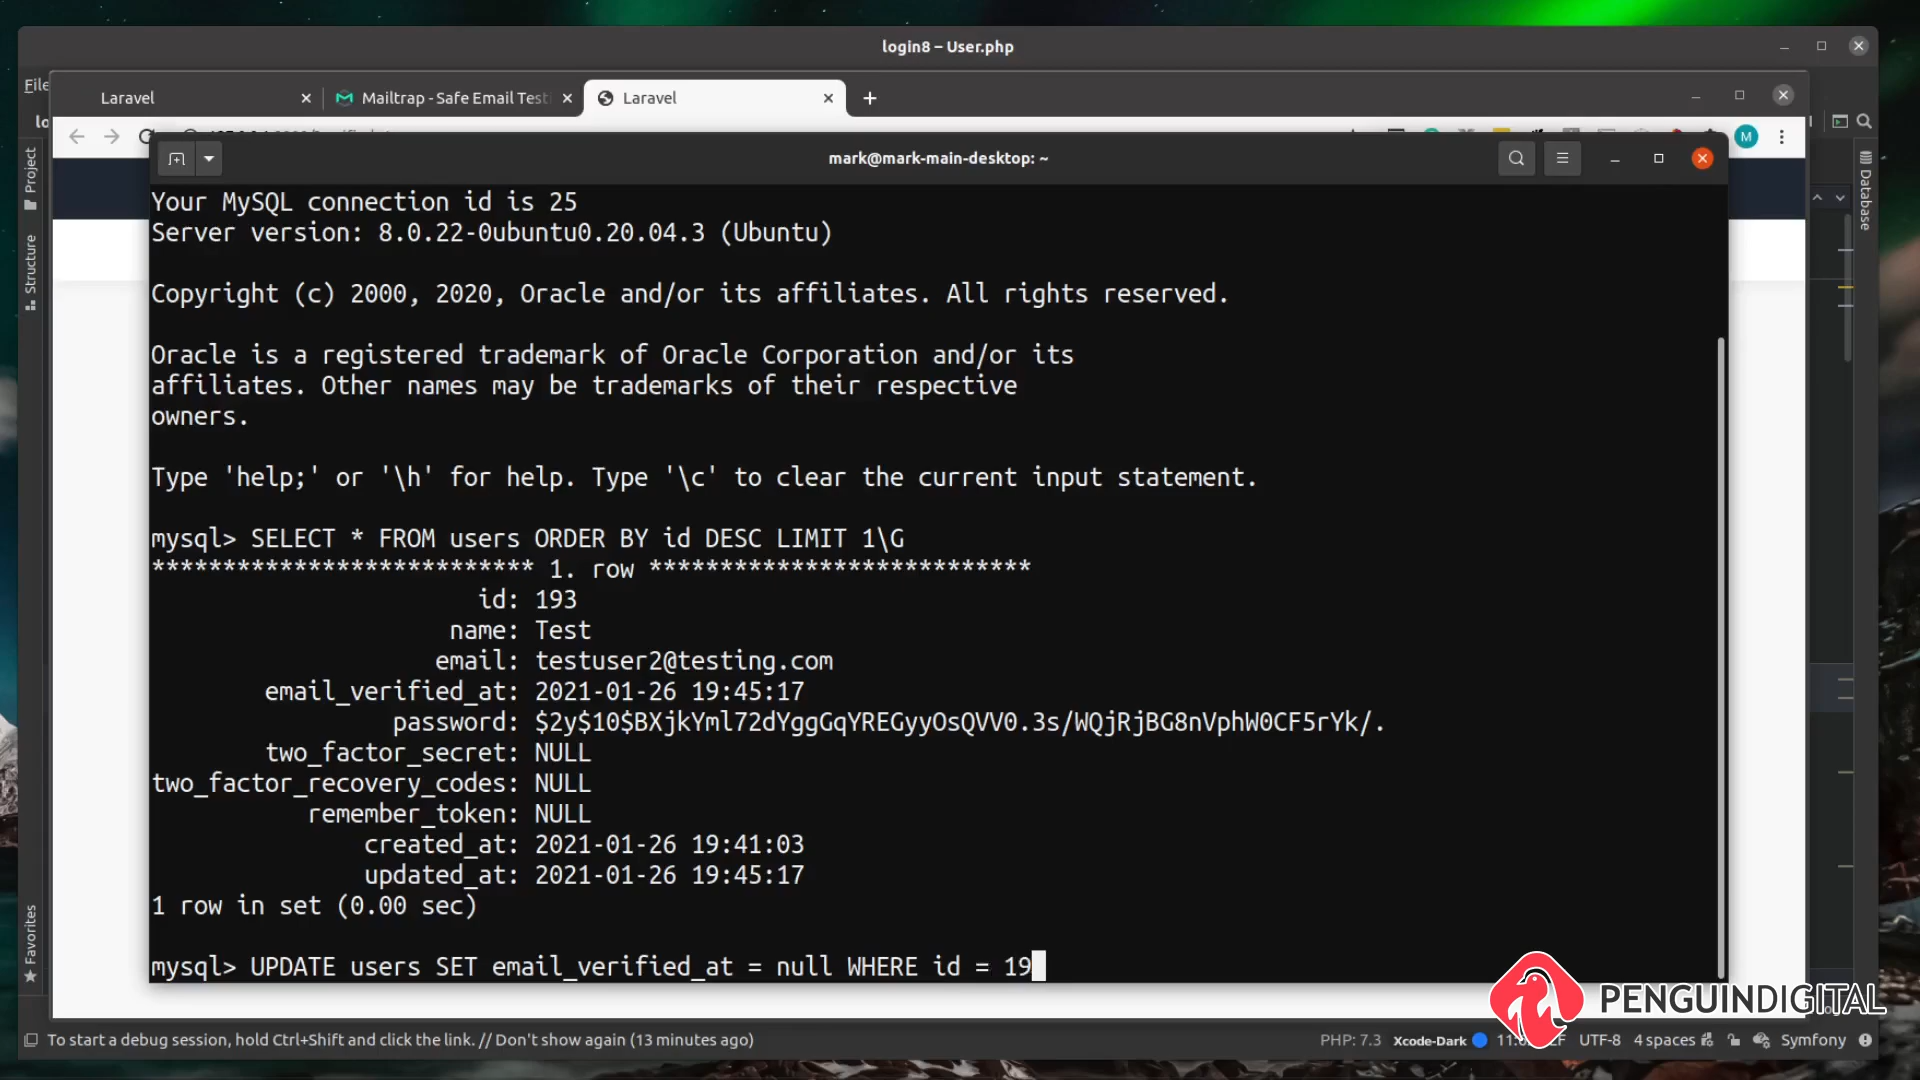 login8 – User.php
File
Laravel
Mailtrap - Safe Email Testi
Laravel
M
mark@mark-main-desktop: ~
Project
Structure
Favorites
Database
Your MySQL connection id is 25
Server version: 8.0.22-0ubuntu0.20.04.3 (Ubuntu)
Copyright (c) 2000, 2020, Oracle and/or its affiliates. All rights reserved.
Oracle is a registered trademark of Oracle Corporation and/or its
affiliates. Other names may be trademarks of their respective
owners.
Type 'help;' or '\h' for help. Type '\c' to clear the current input statement.
mysql> SELECT * FROM users ORDER BY id DESC LIMIT 1\G
*************************** 1. row ***************************
id: 193
name: Test
email: testuser2@testing.com
email_verified_at: 2021-01-26 19:45:17
password: $2y$10$BXjkYml72dYggGqYREGyyOsQVV0.3s/WQjRjBG8nVphW0CF5rYk/.
two_factor_secret: NULL
two_factor_recovery_codes: NULL
remember_token: NULL
created_at: 2021-01-26 19:41:03
updated_at: 2021-01-26 19:45:17
1 row in set (0.00 sec)
mysql> UPDATE users SET email_verified_at = null WHERE id = 19
PENGUINDIGITAL
To start a debug session, hold Ctrl+Shift and click the link. // Don't show again (13 minutes ago)
PHP: 7.3 Xcode-Dark UTF-8 4 spaces Symfony